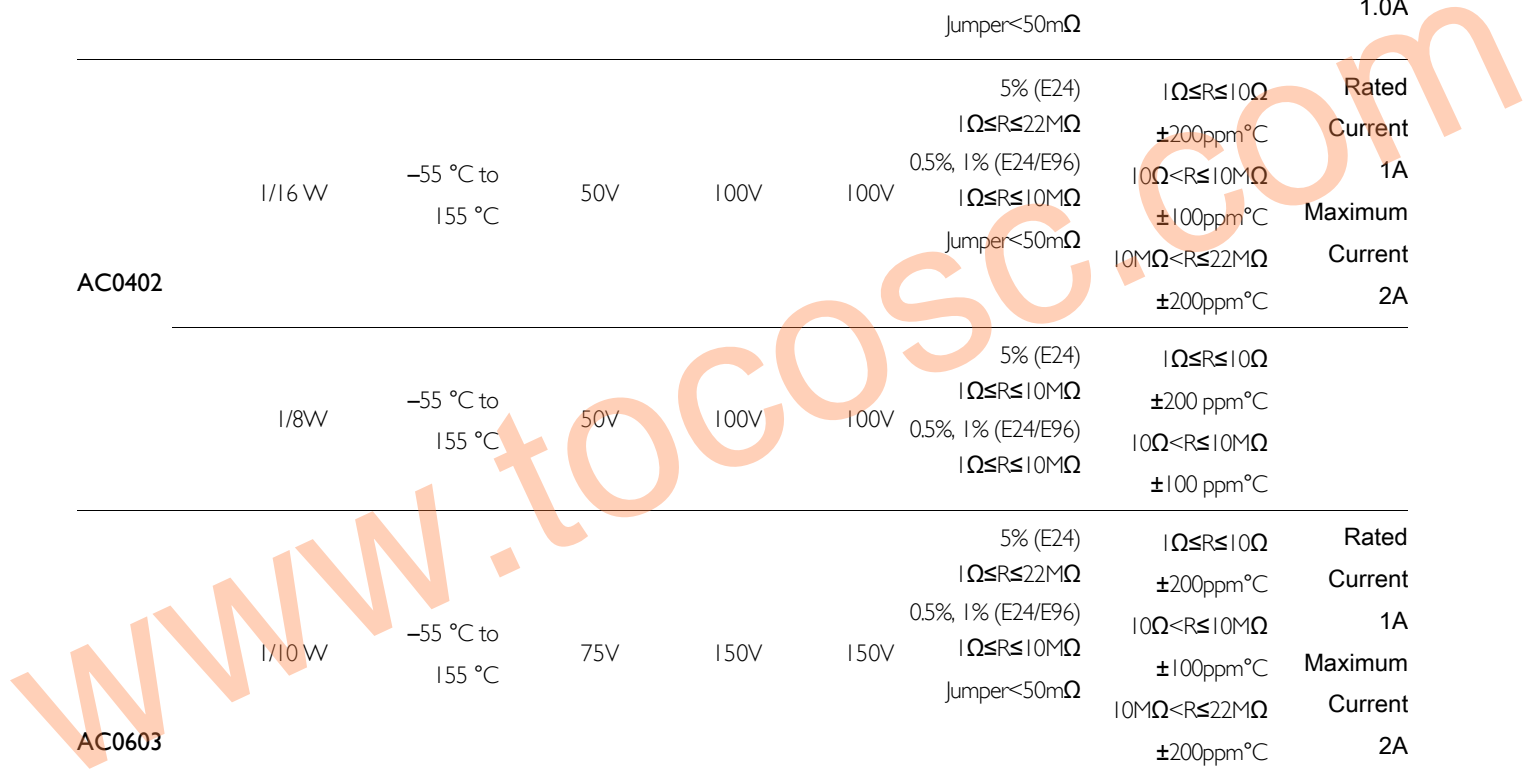 1.0A
Jumper<50mΩ
AC0402
1/16 W
–55 °C to
155 °C
50V
100V
100V
5% (E24)
1Ω≤R≤22MΩ
0.5%, 1% (E24/E96)
1Ω≤R≤10MΩ
Jumper<50mΩ
1Ω≤R≤10Ω
±200ppm°C
10Ω<R≤10MΩ
±100ppm°C
10MΩ<R≤22MΩ
±200ppm°C
Rated
Current
1A
Maximum
Current
2A
1/8W
–55 °C to
155 °C
50V
100V
100V
5% (E24)
1Ω≤R≤10MΩ
0.5%, 1% (E24/E96)
1Ω≤R≤10MΩ
1Ω≤R≤10Ω
±200 ppm°C
10Ω<R≤10MΩ
±100 ppm°C
AC0603
1/10 W
–55 °C to
155 °C
75V
150V
150V
5% (E24)
1Ω≤R≤22MΩ
0.5%, 1% (E24/E96)
1Ω≤R≤10MΩ
Jumper<50mΩ
1Ω≤R≤10Ω
±200ppm°C
10Ω<R≤10MΩ
±100ppm°C
10MΩ<R≤22MΩ
±200ppm°C
Rated
Current
1A
Maximum
Current
2A
www.tocosc.com